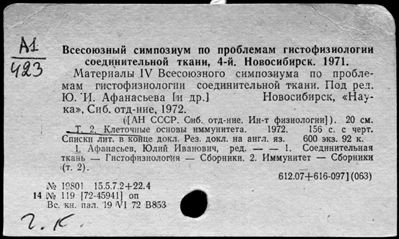 А1
423
Всесоюзный симпозиум по проблемам гистофизиологии
соединительной ткани, 4-й. Новосибирск. 1971.
Материалы IV Всесоюзного симпозиума по пробле-
мам гистофизиологии соединительной ткани. Под ред.
Ю. И. Афанасьева [и др.] Новосибирск, «Нау-
ка», Сиб. отд-ние, 1972.
([АН СССР. Сиб. отд-ние. Ин-т физиологии]). 20 см.
Т. 2. Клеточные основы иммунитета. 1972. 156 с. с черт.
Списки лит. в конце докл. Рез. докл. на англ. яз. 600 экз. 92 к.
1. Афанасьев, Юлий Иванович, ред. — — 1. Соединительная
ткань — Гистофизиология — Сборники. 2. Иммунитет — Сборники
(т. 2).
612.07+616-097](063)
№ 19801 15.5.7.2+22.4
14 № 119 [72-45941] оп
Вс. кн. пал. 19 VI 72 В853
г. К.